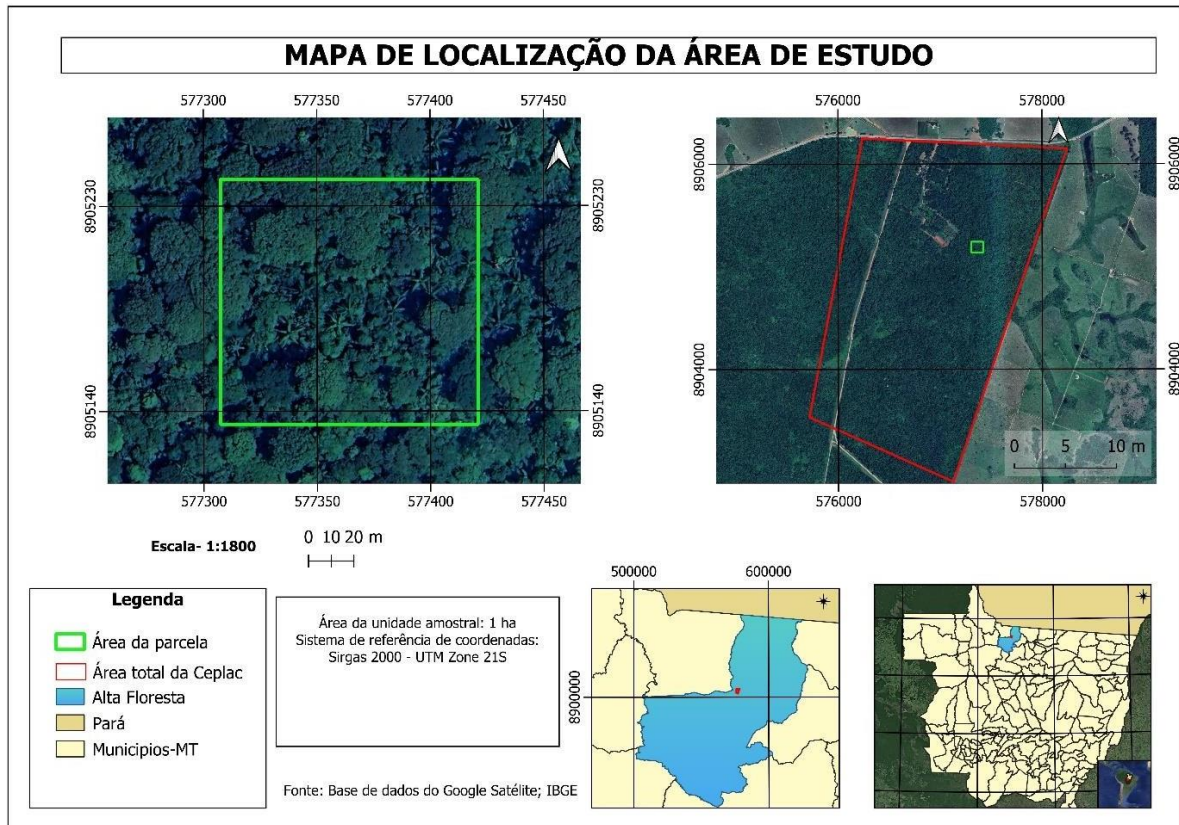 MAPA DE LOCALIZAÇÃO DA ÁREA DE ESTUDO
577300 577350 577400 577450
8905230
8905140
577300 577350 577400 577450
576000 578000
8906000 8906000
8904000 8904000
0 5 10 m
576000 578000
Escala- 1:1800
0 10 20 m
Legenda
Área da parcela
Área total da Ceplac
Alta Floresta
Pará
Municipios-MT
Área da unidade amostral: 1 ha
Sistema de referência de coordenadas:
Sirgas 2000 - UTM Zone 21S
Fonte: Base de dados do Google Satélite; IBGE
500000 600000
8900000